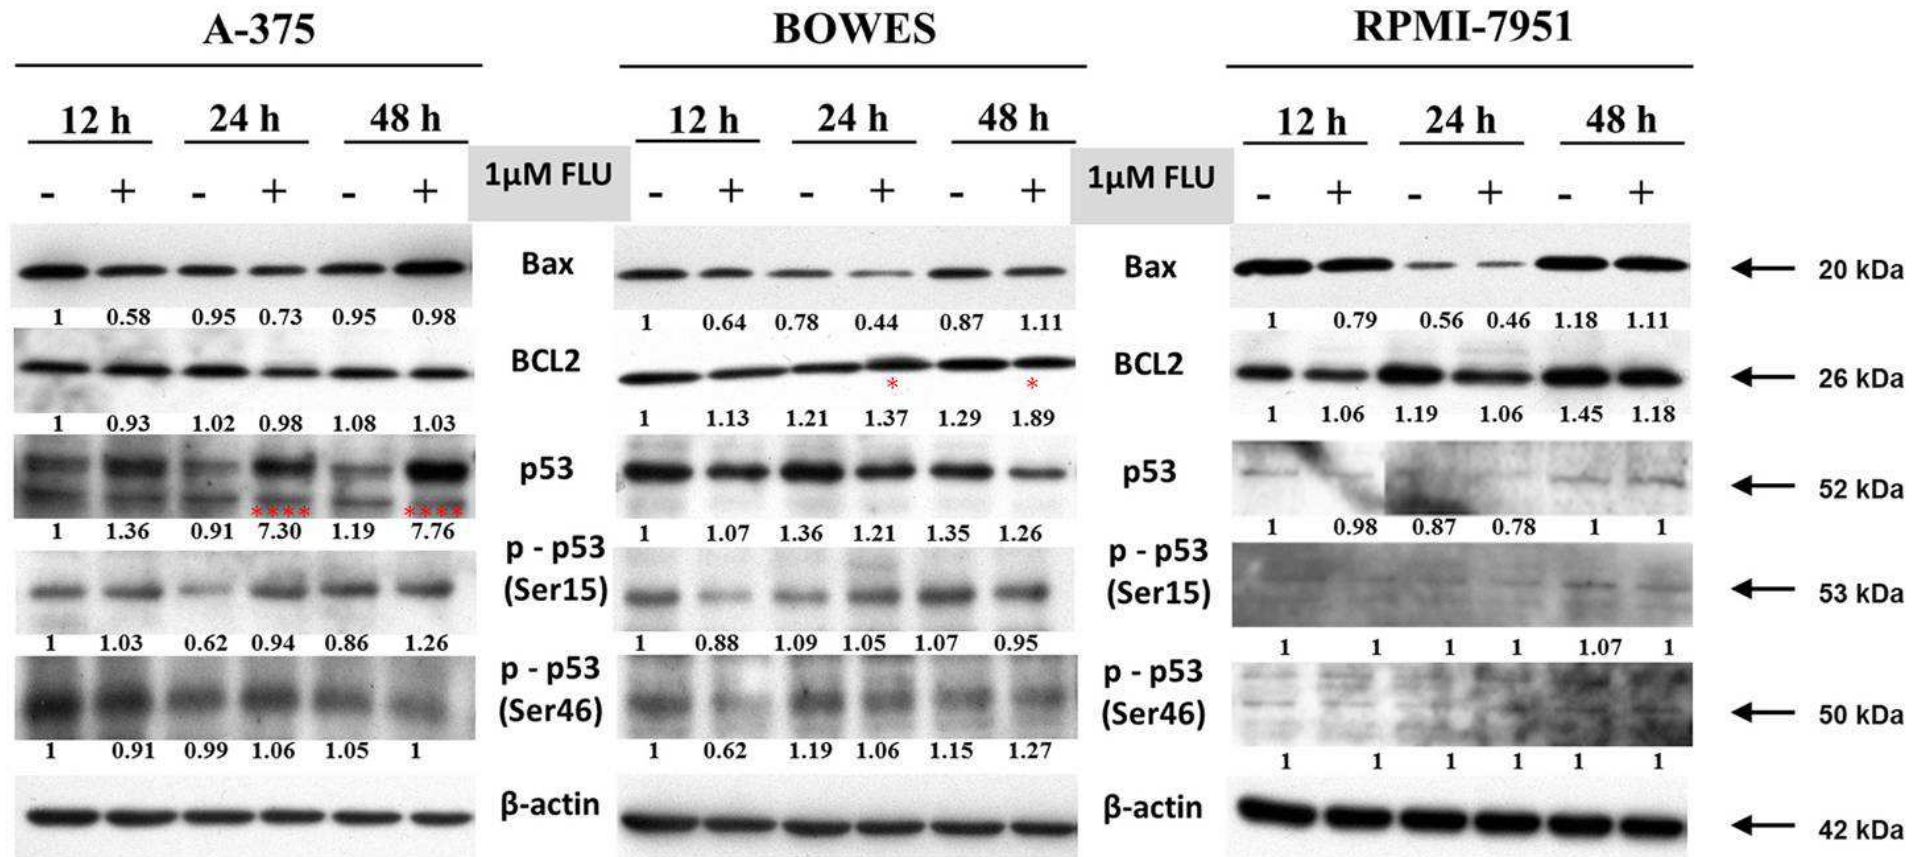 A-375 BOWES RPMI-7951
12 h 24 h 48 h 12 h 24 h 48 h 12 h 24 h 48 h
- + - + - + 1µM FLU - + - + - + 1µM FLU - + - + - +
Bax Bax 20 kDa
1 0.58 0.95 0.73 0.95 0.98 1 0.64 0.78 0.44 0.87 1.11 1 0.79 0.56 0.46 1.18 1.11
BCL2 BCL2 26 kDa
* *
1 0.93 1.02 0.98 1.08 1.03 1 1.13 1.21 1.37 1.29 1.89 1 1.06 1.19 1.06 1.45 1.18
p53 p53 52 kDa
**** ****
1 1.36 0.91 7.30 1.19 7.76 1 1.07 1.36 1.21 1.35 1.26 1 0.98 0.87 0.78 1 1
p - p53 p - p53
(Ser15) (Ser15) 53 kDa
1 1.03 0.62 0.94 0.86 1.26 1 0.88 1.09 1.05 1.07 0.95 1 1 1 1 1.07 1
p - p53 p - p53
(Ser46) (Ser46) 50 kDa
1 0.91 0.99 1.06 1.05 1 1 0.62 1.19 1.06 1.15 1.27 1 1 1 1 1 1
β-actin β-actin 42 kDa